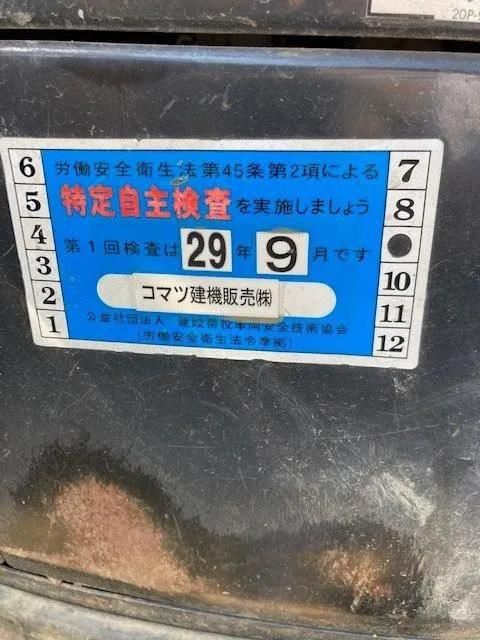 20P-
労働安全衛生法第45条第2項による
特定自主検査を実施しましょう
第1回検査は29年9月です
コマツ建機販売㈱
公益社団法人 建設荷役車両安全技術協会
(労働安全衛生法令準拠)
6
5
4
3
2
1
7
8
10
11
12